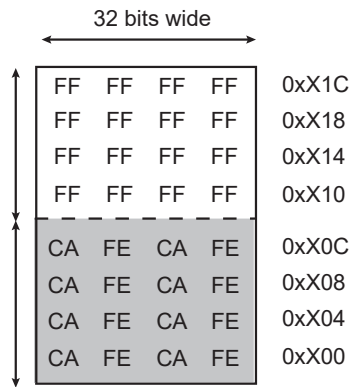 32 bits wide
FF FF FF FF 0xX1C
FF FF FF FF 0xX18
FF FF FF FF 0xX14
FF FF FF FF 0xX10
CA FE CA FE 0xX0C
CA FE CA FE 0xX08
CA FE CA FE 0xX04
CA FE CA FE 0xX00